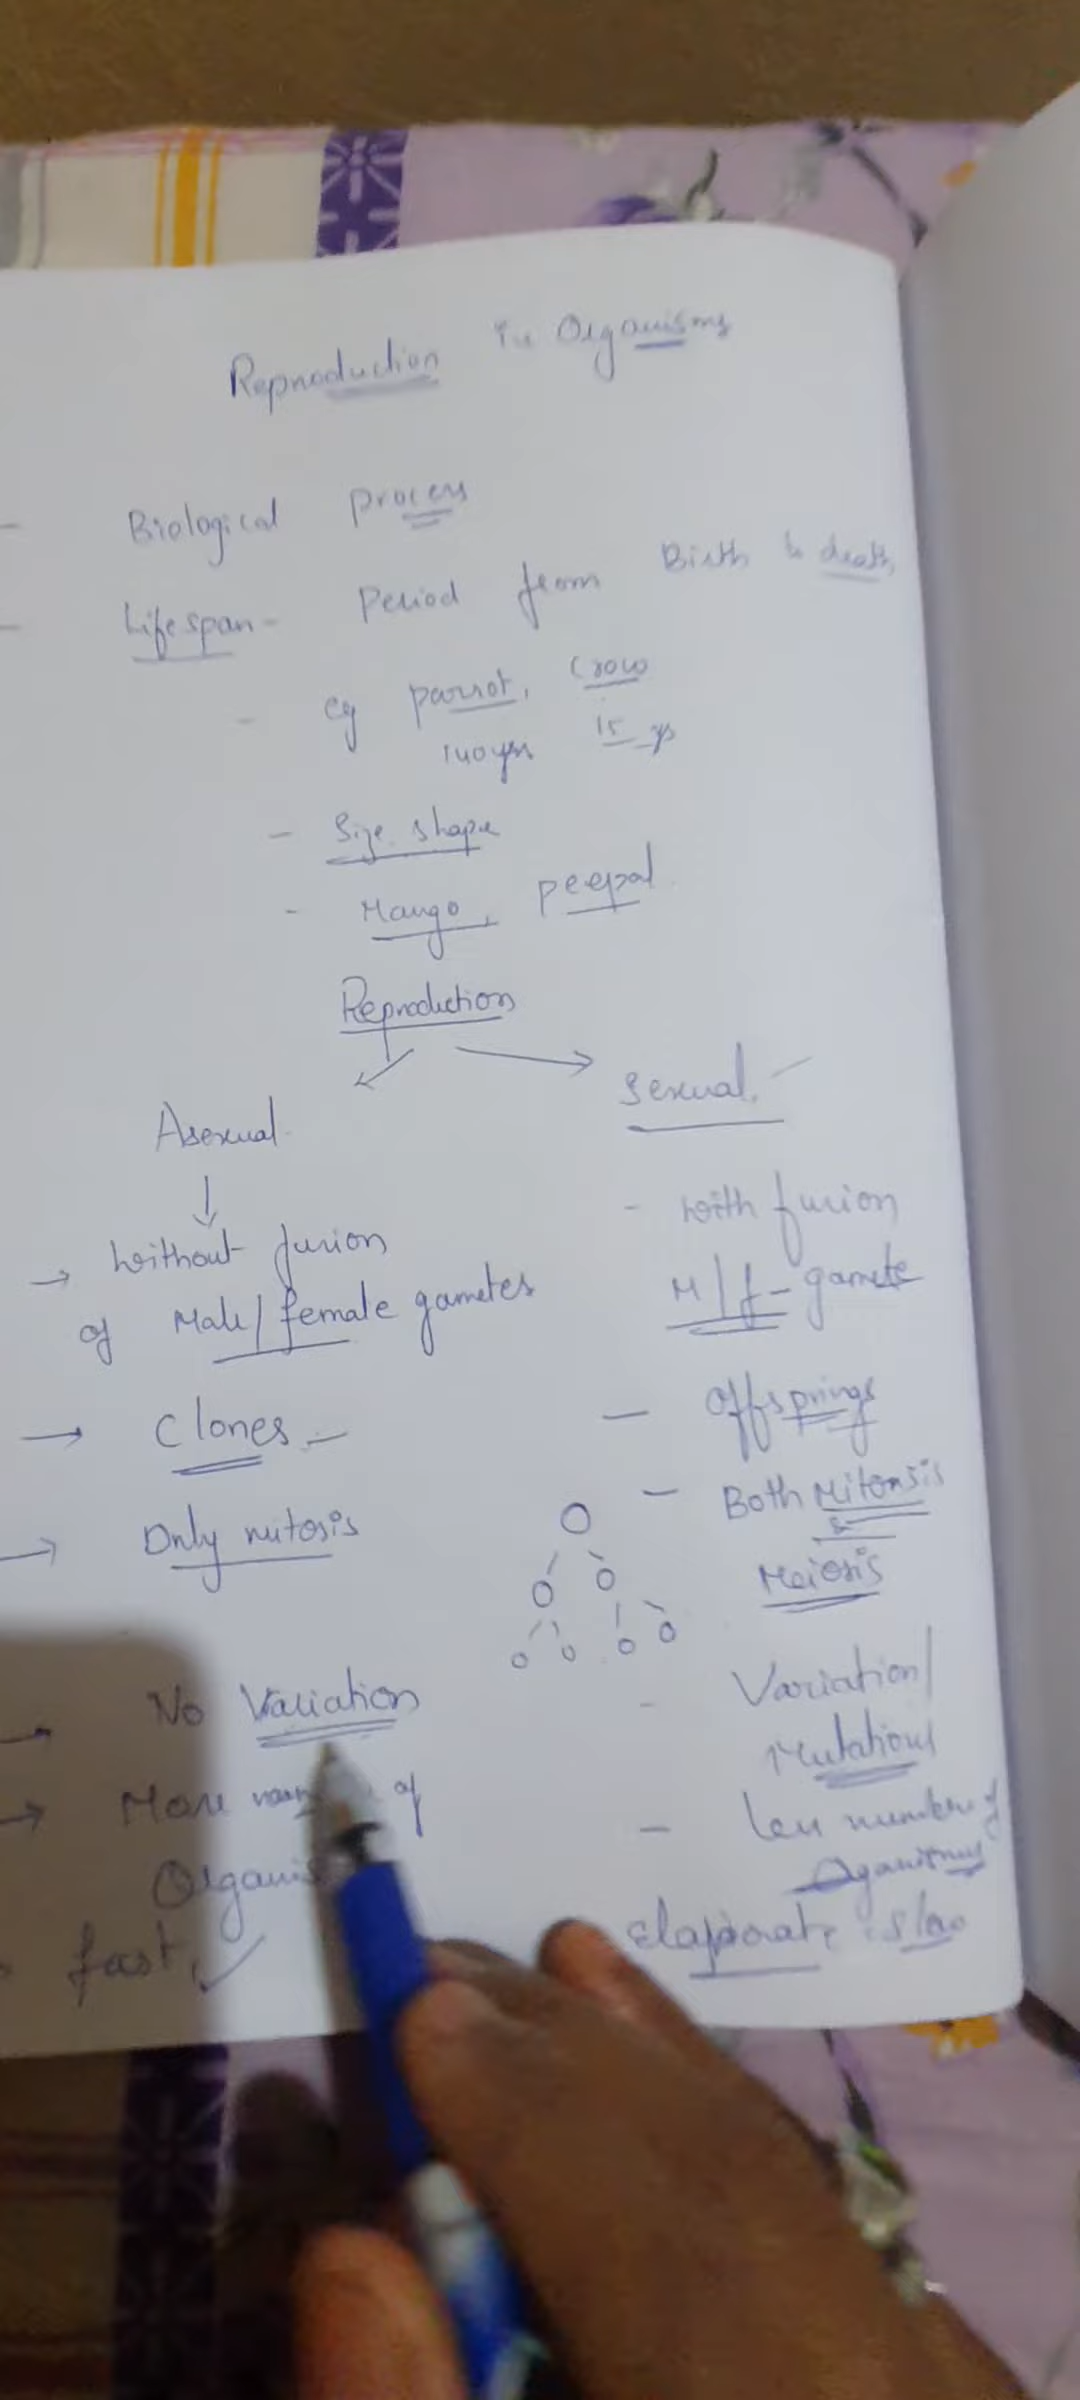 Reproduction in Organisms
- Biological process
- Lifespan - Period from Birth to death
- eg parrot, Crow
140yrs 15 yrs
- Size, shape
- Mango, peepal
Reproduction
Asexual
Sexual
→ Without fusion
of Male/female gametes
→ Clones -
→ Only mitosis
→ No Variation
→ More of
fast
- With fusion
M/f- gamete
- Offsprings
- Both Mitosis
&
Meiosis
- Variation/
Mutations
- Less number of
Oganisms
Elaporate, slow